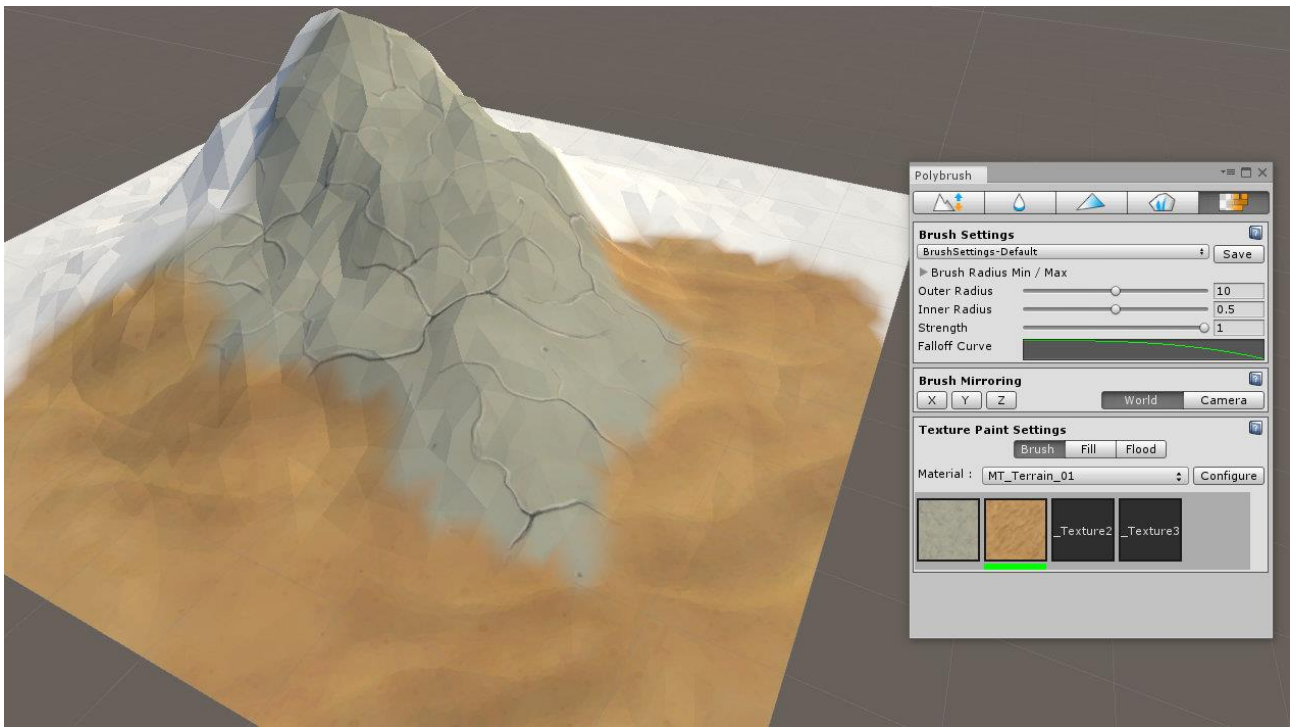 Polybrush
Brush Settings
BrushSettings-Default Save
Brush Radius Min / Max
Outer Radius 10
Inner Radius 0.5
Strength 1
Falloff Curve
Brush Mirroring
X Y Z World Camera
Texture Paint Settings
Brush Fill Flood
Material : MT_Terrain_01 Configure
_Texture2 _Texture3